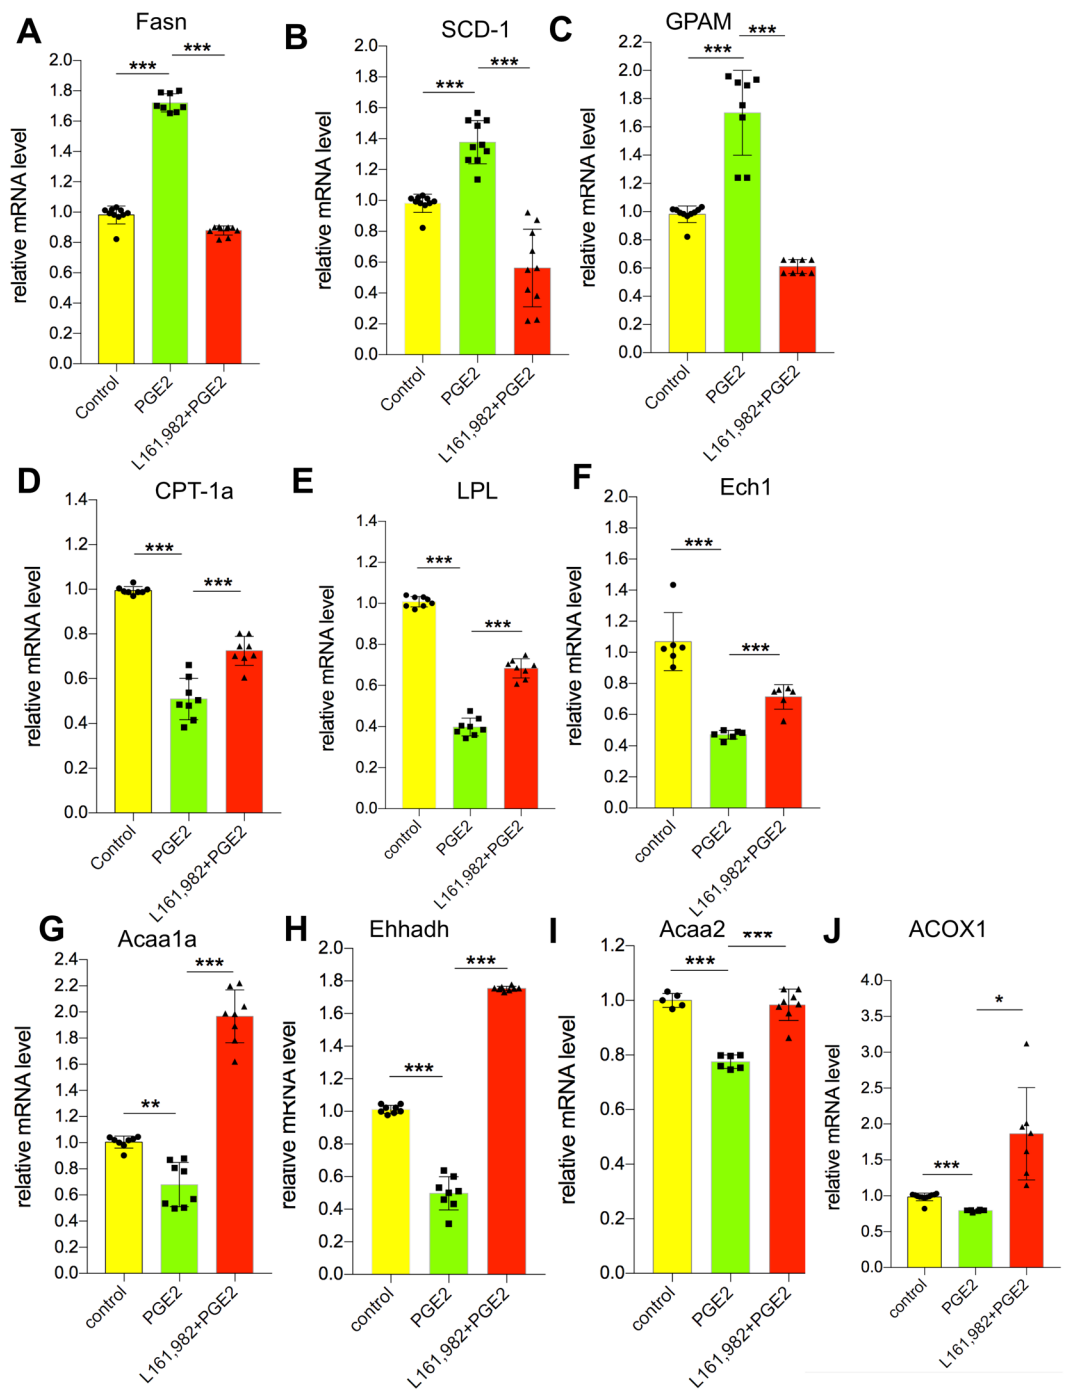 A
Fasn
***
***
relative mRNA level
2.0
1.8
1.6
1.4
1.2
1.0
0.8
0.6
0.4
0.2
0.0
Control
PGE2
L161,982+PGE2
B
SCD-1
***
***
relative mRNA level
2.0
1.8
1.6
1.4
1.2
1.0
0.8
0.6
0.4
0.2
0.0
Control
PGE2
L161,982+PGE2
C
GPAM
***
***
relative mRNA level
2.2
2.0
1.8
1.6
1.4
1.2
1.0
0.8
0.6
0.4
0.2
0.0
Control
PGE2
L161,982+PGE2
D
CPT-1a
***
***
relative mRNA level
1.4
1.2
1.0
0.8
0.6
0.4
0.2
0.0
Control
PGE2
L161,982+PGE2
E
LPL
***
***
relative mRNA level
1.4
1.2
1.0
0.8
0.6
0.4
0.2
0.0
control
PGE2
L161,982+PGE2
F
Ech1
***
***
relative mRNA level
2.0
1.8
1.6
1.4
1.2
1.0
0.8
0.6
0.4
0.2
0.0
control
PGE2
L161,982+PGE2
G
Acaa1a
**
***
relative mRNA level
2.4
2.2
2.0
1.8
1.6
1.4
1.2
1.0
0.8
0.6
0.4
0.2
0.0
control
PGE2
L161,982+PGE2
H
Ehhadh
***
***
relative mRNA level
2.0
1.8
1.6
1.4
1.2
1.0
0.8
0.6
0.4
0.2
0.0
control
PGE2
L161,982+PGE2
I
Acaa2
***
***
relative mRNA level
1.2
1.0
0.8
0.6
0.4
0.2
0.0
control
PGE2
L161,982+PGE2
J
ACOX1
***
*
relative mRNA level
4.0
3.5
3.0
2.5
2.0
1.5
1.0
0.5
0.0
control
PGE2
L161,982+PGE2